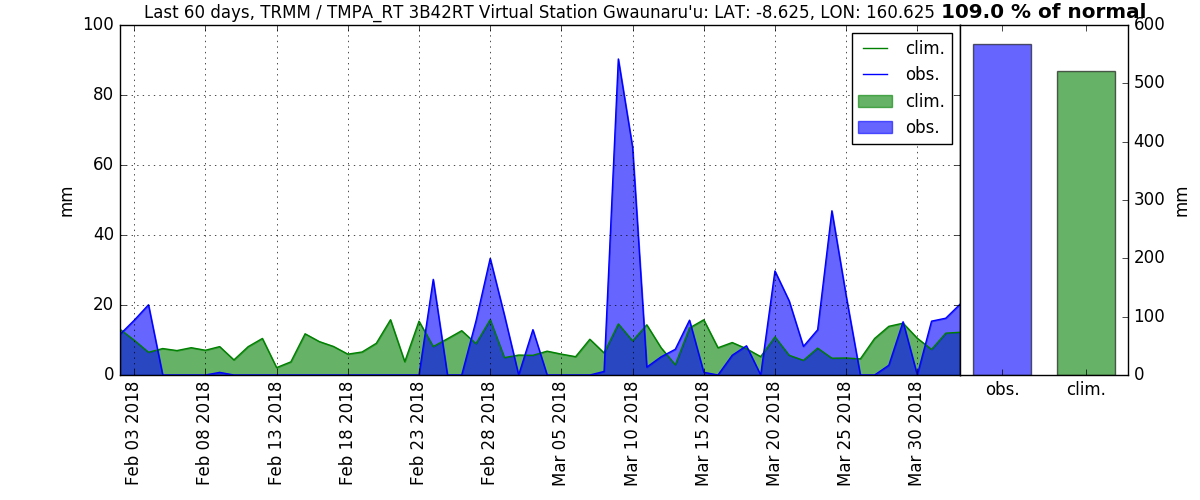 Last 60 days, TRMM / TMPA_RT 3B42RT Virtual Station Gwaunaru'u: LAT: -8.625, LON: 160.625 109.0 % of normal
100
80
60
40
20
0
mm
clim.
obs.
clim.
obs.
600
500
400
300
200
100
0
mm
obs.
clim.
Feb 03 2018
Feb 08 2018
Feb 13 2018
Feb 18 2018
Feb 23 2018
Feb 28 2018
Mar 05 2018
Mar 10 2018
Mar 15 2018
Mar 20 2018
Mar 25 2018
Mar 30 2018